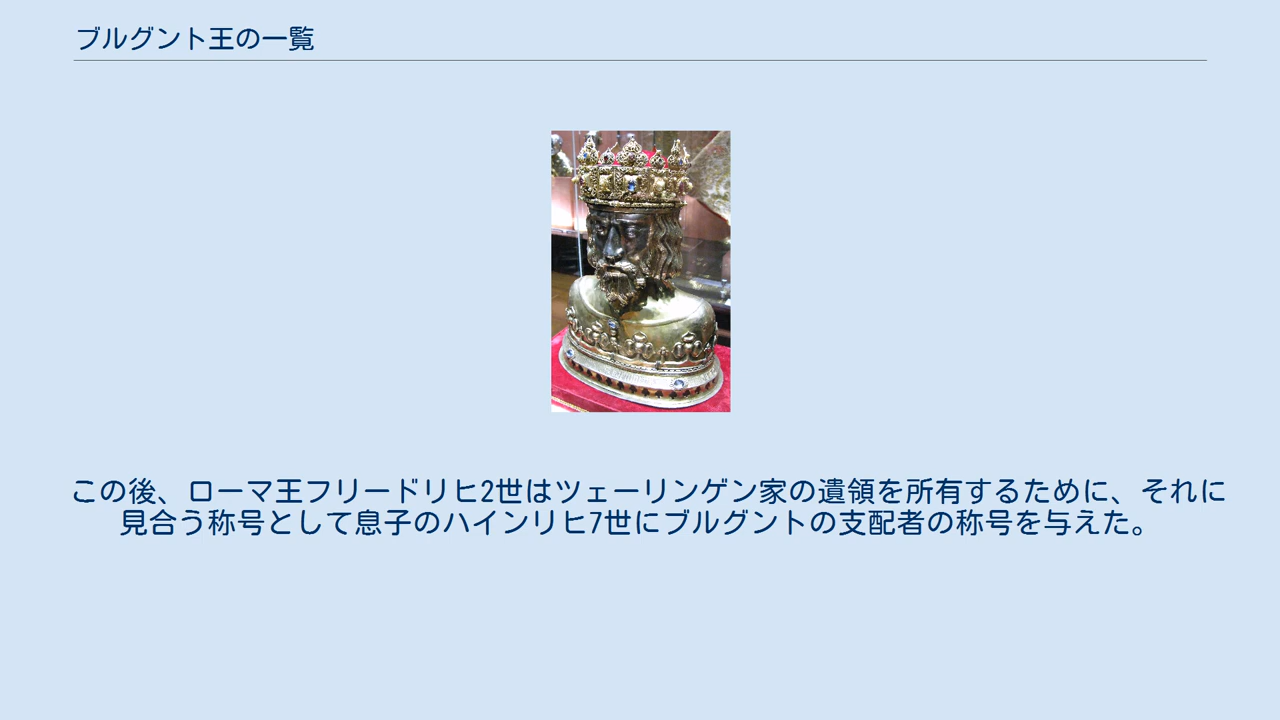 ブルグント王の一覧
この後、ローマ王フリードリヒ2世はツェーリンゲン家の遺領を所有するために、それに
見合う称号として息子のハインリヒ7世にブルグントの支配者の称号を与えた。